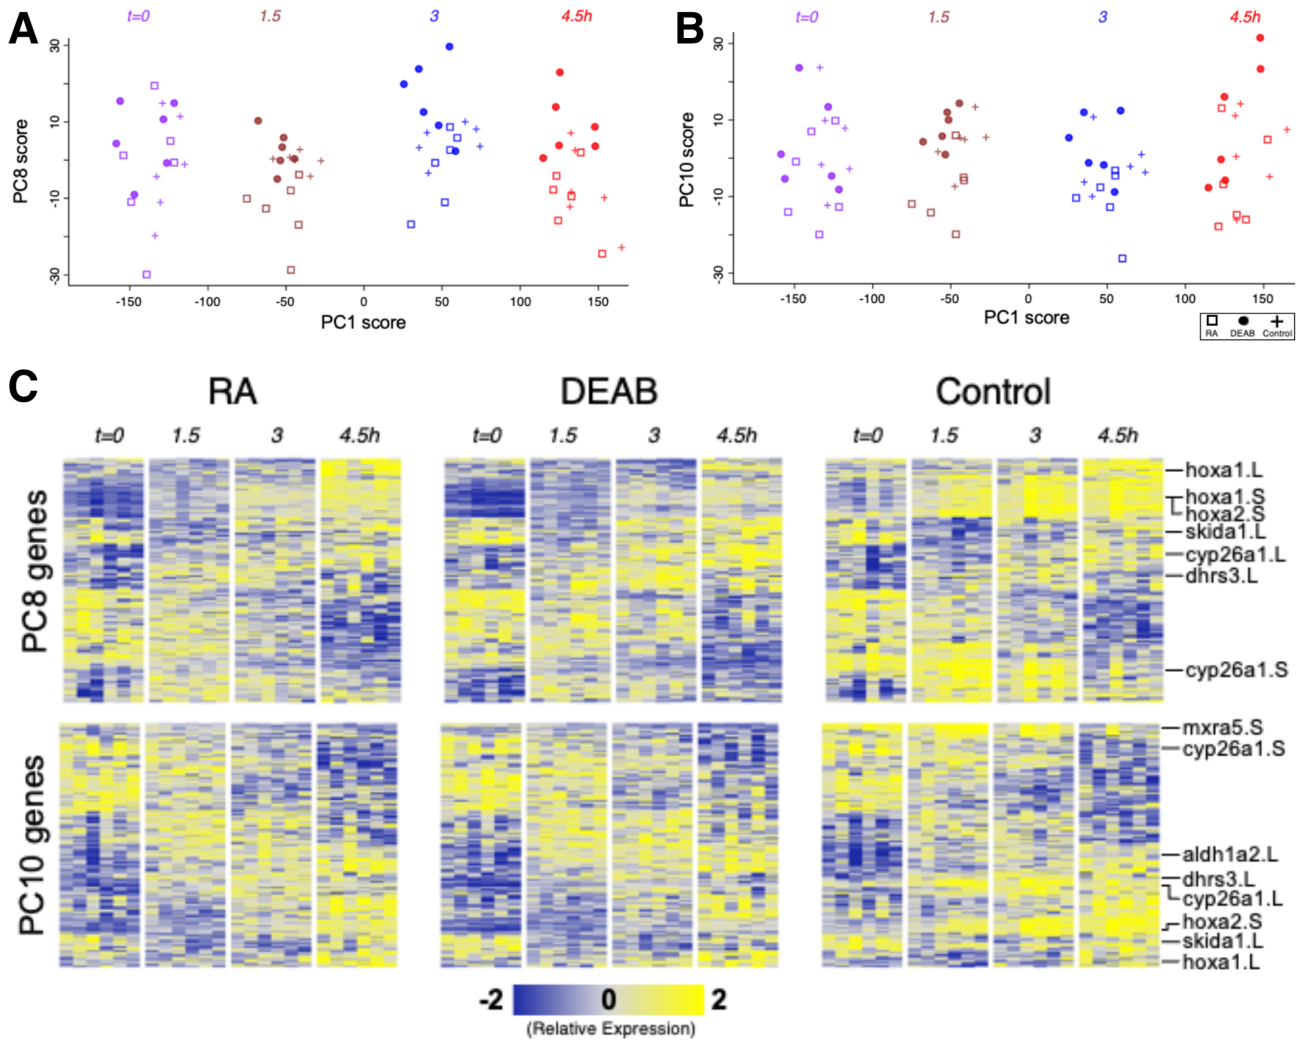 A
t=0 1.5 3 4.5h
30
10
-10
-30
PC8 score
-150 -100 -50 0 50 100 150
PC1 score
B
t=0 1.5 3 4.5h
30
10
-10
-30
PC10 score
-150 -100 -50 0 50 100 150
PC1 score
RA DEAB Control
C
RA DEAB Control
t=0 1.5 3 4.5h t=0 1.5 3 4.5h t=0 1.5 3 4.5h
PC8 genes
hoxa1.L
hoxa1.S
hoxa2.S
skida1.L
cyp26a1.L
dhrs3.L
cyp26a1.S
PC10 genes
mxra5.S
cyp26a1.S
aldh1a2.L
dhrs3.L
cyp26a1.L
hoxa2.S
skida1.L
hoxa1.L
-2 0 2
(Relative Expression)